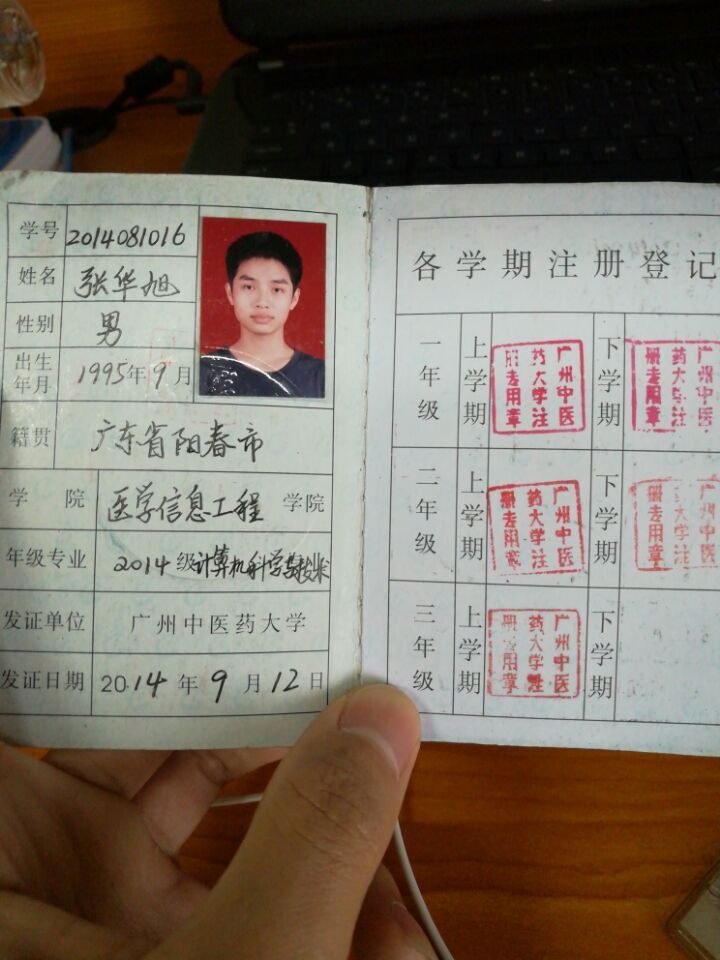 学号 2014081016
姓名 张华旭
性别 男
出生年月 1995年9月
籍贯 广东省阳春市
学院 医学信息工程 学院
年级专业 2014级计算机科学与技术
发证单位 广州中医药大学
发证日期 2014年9月12日
各学期注册登记
一年级 上学期 广州中医药大学注册专用章 下学期 广州中医药大学注册专用章
二年级 上学期 广州中医药大学注册专用章 下学期 广州中医药大学注册专用章
三年级 上学期 广州中医药大学注册专用章 下学期